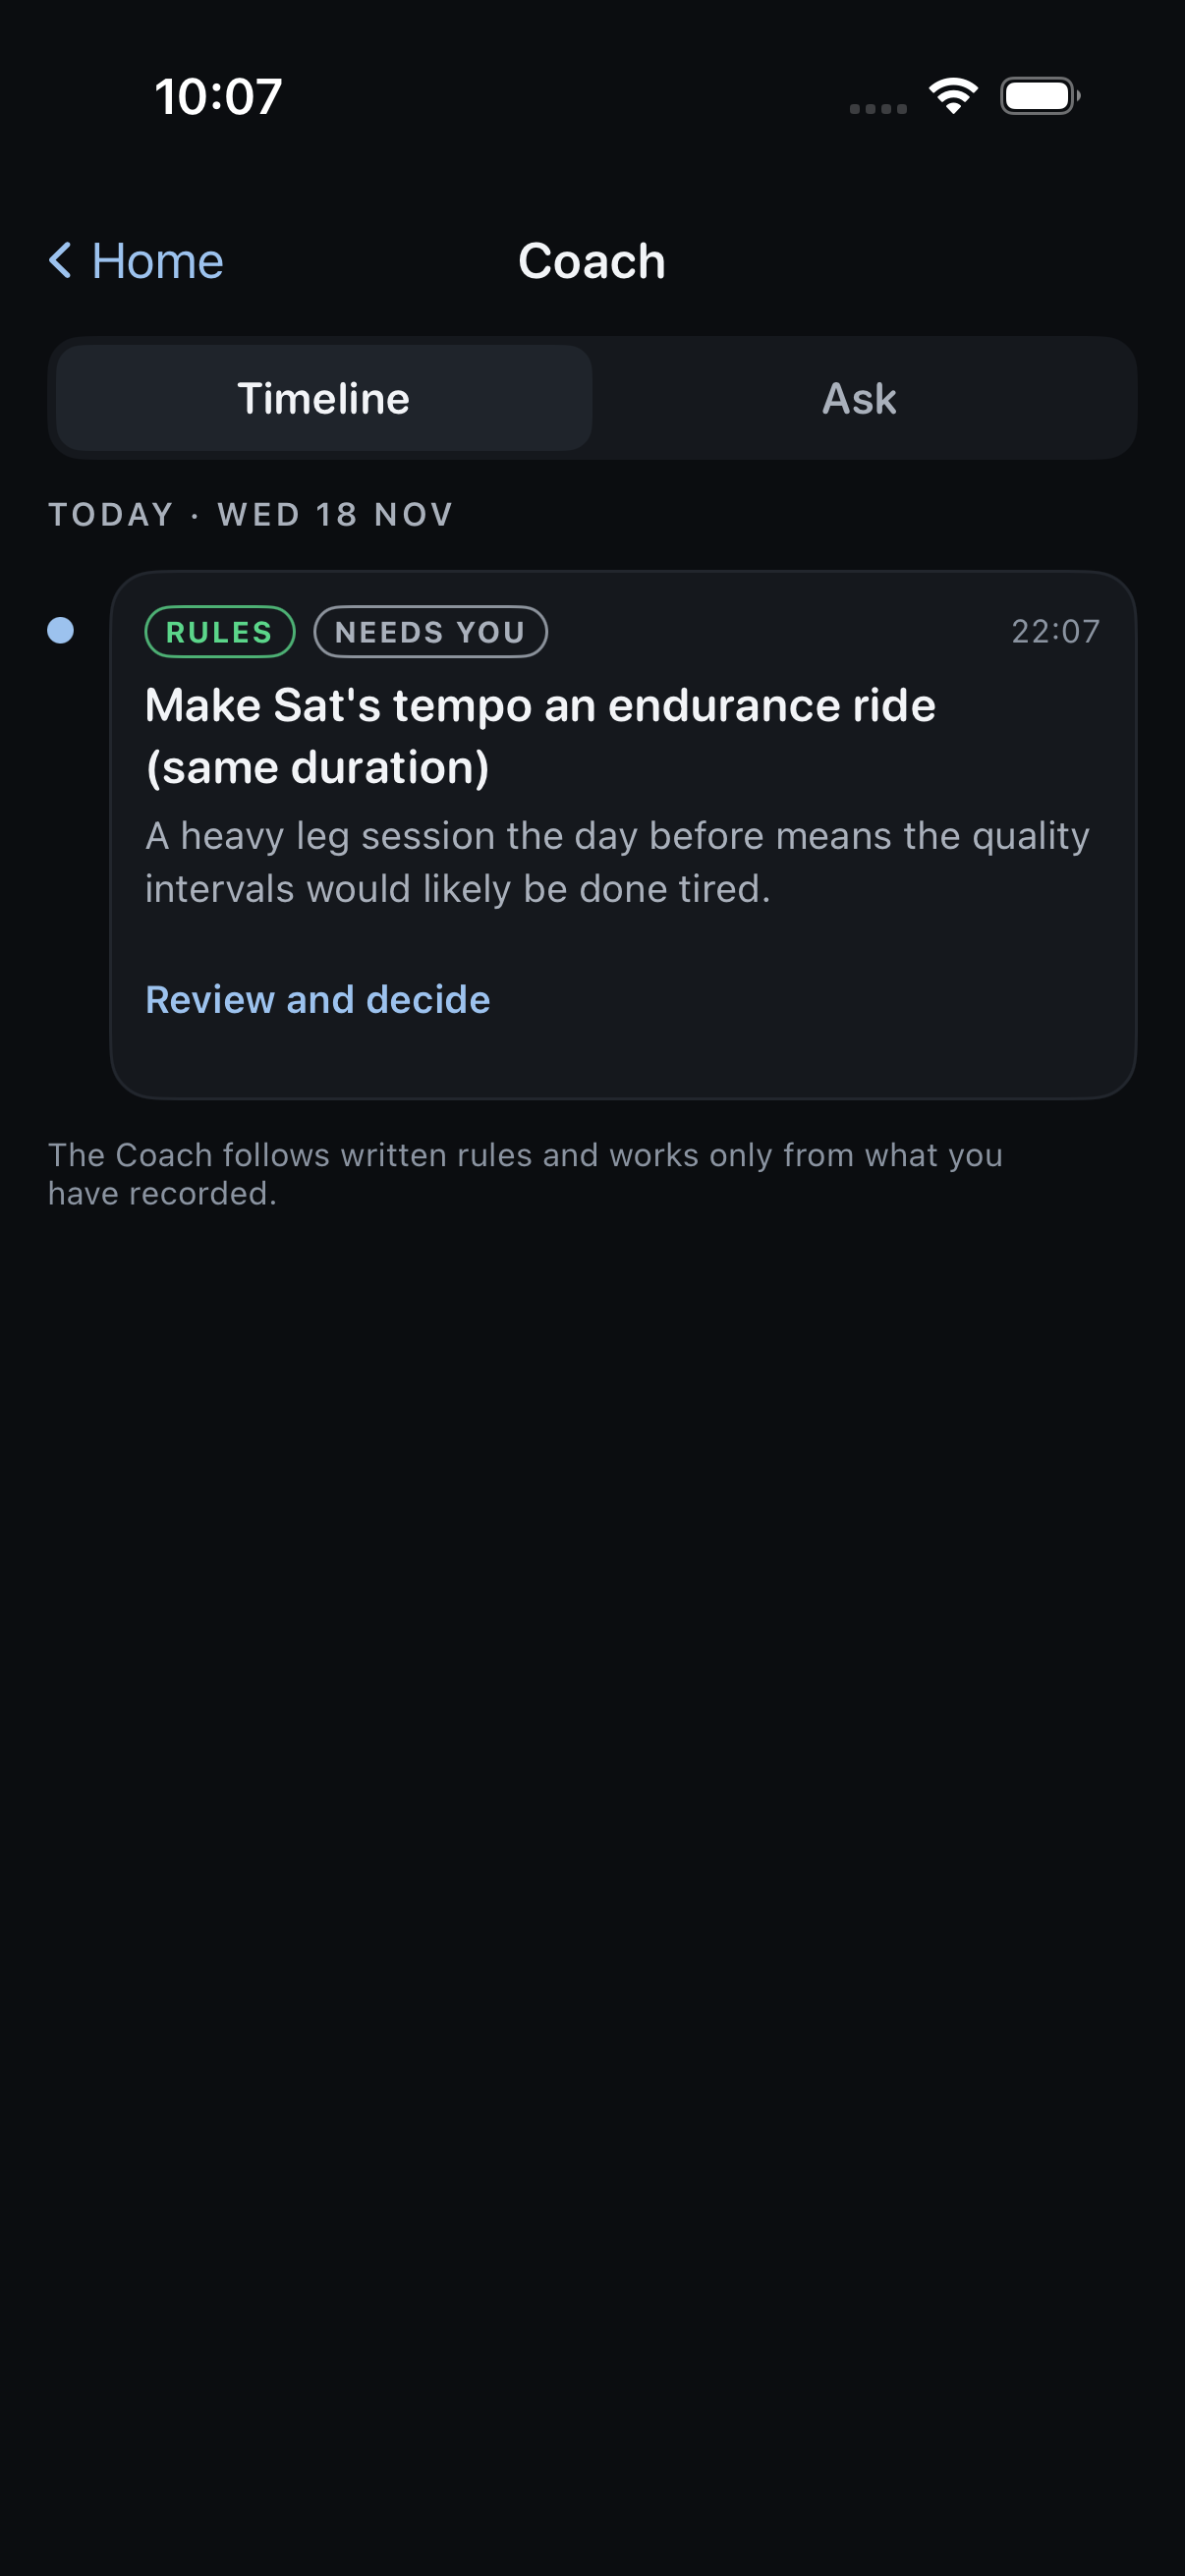 10:07
Home
Coach
Timeline
Ask
TODAY · WED 18 NOV
RULES
NEEDS YOU
22:07
Make Sat's tempo an endurance ride
(same duration)
A heavy leg session the day before means the quality
intervals would likely be done tired.
Review and decide
The Coach follows written rules and works only from what you
have recorded.